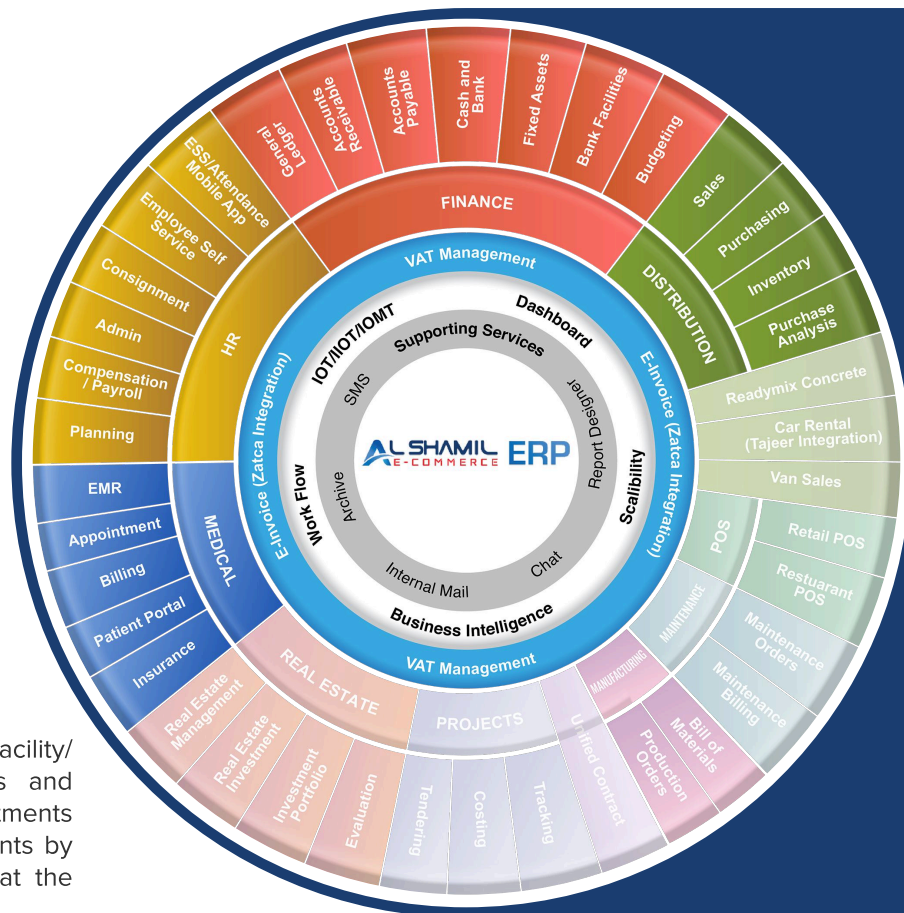 General
Ledger
Accounts
Receivable
Accounts
Payable
Cash and
Bank
Fixed Assets
Bank Facilities
Budgeting
FINANCE
Sales
Purchasing
Inventory
Purchase
Analysis
DISTRIBUTION
Readymix Concrete
Car Rental
(Tajeer Integration)
Van Sales
POS
Retail POS
Restuarant
POS
MAINTENANCE
Maintenance
Orders
Maintenance
Billing
MANUFACTURING
Bill of
Materials
Production
Orders
Unified Contract
PROJECTS
Tracking
Costing
Tendering
REAL ESTATE
Evaluation
Investment
Portfolio
Real Estate
Investment
Real Estate
Management
MEDICAL
Insurance
Patient Portal
Billing
Appointment
EMR
HR
Planning
Compensation
/ Payroll
Admin
Consignment
Employee Self
Service
ESS/Attendance
Mobile App
VAT Management
E-Invoice (Zatca Integration)
VAT Management
E-Invoice (Zatca Integration)
IOT/IIOT/IOMT
Dashboard
Scalibility
Business Intelligence
Work Flow
Supporting Services
SMS
Report Designer
Chat
Internal Mail
Archive
AL SHAMIL ERP
E-COMMERCE
acility/
s and
tments
nts by
at the